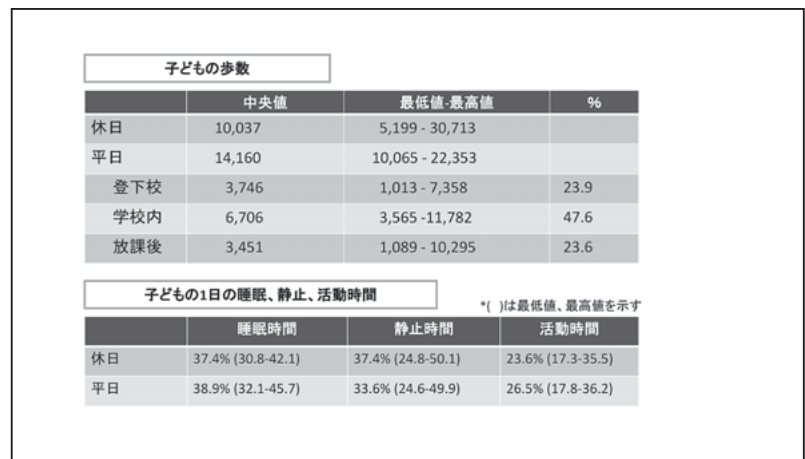 子どもの歩数
中央値 最低値-最高値 %
休日 10,037 5,199 - 30,713
平日 14,160 10,065 - 22,353
登下校 3,746 1,013 - 7,358 23.9
学校内 6,706 3,565 -11,782 47.6
放課後 3,451 1,089 - 10,295 23.6
子どもの1日の睡眠、静止、活動時間
*( )は最低値、最高値を示す
睡眠時間 静止時間 活動時間
休日 37.4% (30.8-42.1) 37.4% (24.8-50.1) 23.6% (17.3-35.5)
平日 38.9% (32.1-45.7) 33.6% (24.6-49.9) 26.5% (17.8-36.2)